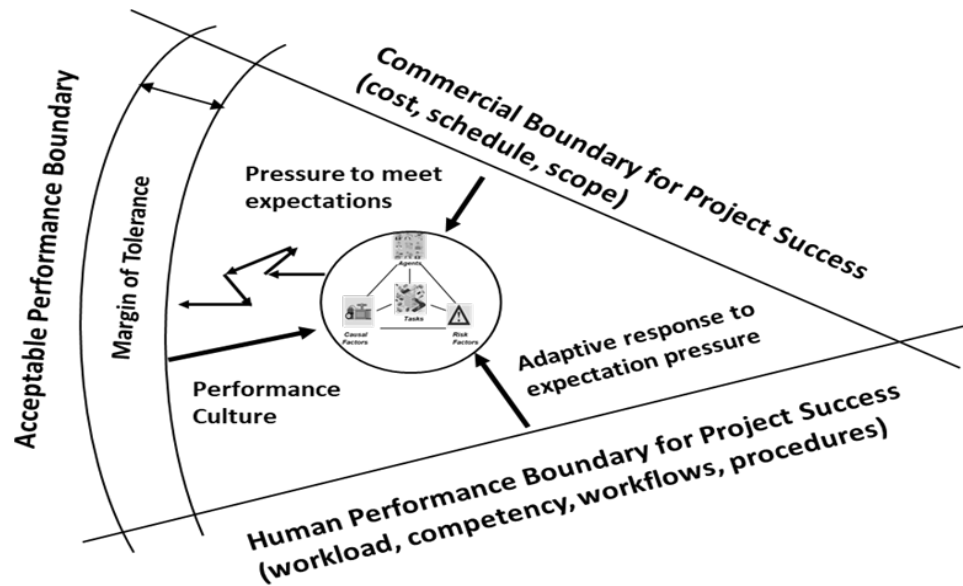 Acceptable Performance Boundary
Margin of Tolerance
Commercial Boundary for Project Success
(cost, schedule, scope)
Pressure to meet
expectations
Agents
Tasks
Causal
Factors
Risk
Factors
Performance
Culture
Adaptive response to
expectation pressure
Human Performance Boundary for Project Success
(workload, competency, workflows, procedures)